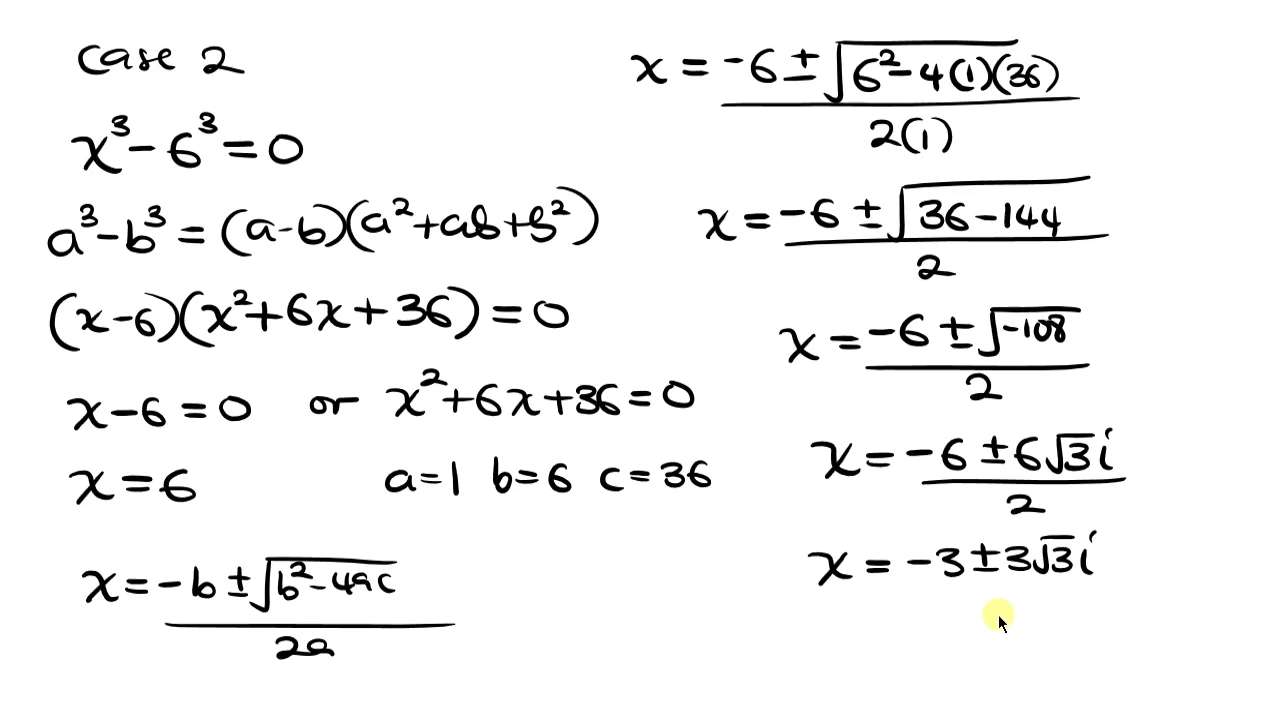 case 2
x³ - 6³ = 0
a³ - b³ = (a-b)(a² + ab + b²)
(x-6)(x² + 6x + 36) = 0
x - 6 = 0 or x² + 6x + 36 = 0
x = 6 a = 1 b = 6 c = 36
x = -b ± √b² - 4ac
2a
x = -6 ± √6² - 4(1)(36)
2(1)
x = -6 ± √36 - 144
2
x = -6 ± √-108
2
x = -6 ± 6√3 i
2
x = -3 ± 3√3 i